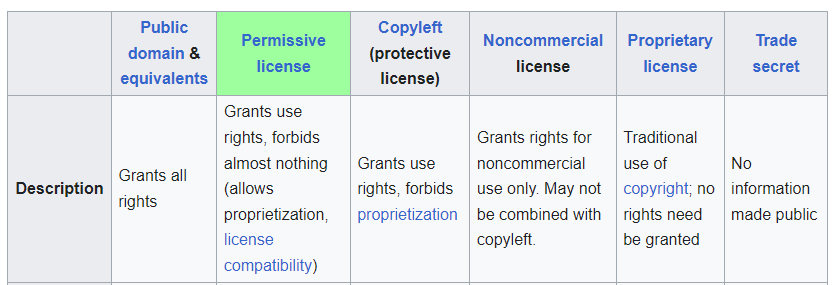 Public
domain &
equivalents
Permissive
license
Copyleft
(protective
license)
Noncommercial
license
Proprietary
license
Trade
secret
Description
Grants all
rights
Grants use
rights, forbids
almost nothing
(allows
proprietization,
license
compatibility)
Grants use
rights, forbids
proprietization
Grants rights for
noncommercial
use only. May not
be combined with
copyleft.
Traditional
use of
copyright; no
rights need
be granted
No
information
made public